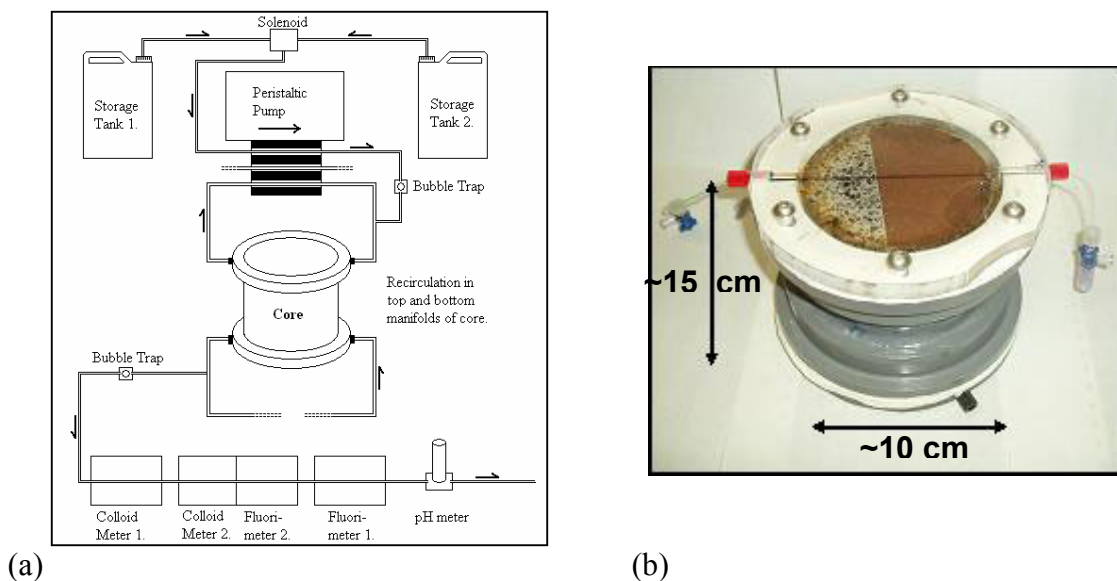 Solenoid
Storage
Tank 1.
Peristaltic
Pump
Storage
Tank 2.
Bubble Trap
Core
Recirculation in
top and bottom
manifolds of core.
Bubble Trap
Colloid
Meter 1.
Colloid
Meter 2.
Fluori-
meter 2.
Fluori-
meter 1.
pH meter
(a)
~15 cm
~10 cm
(b)